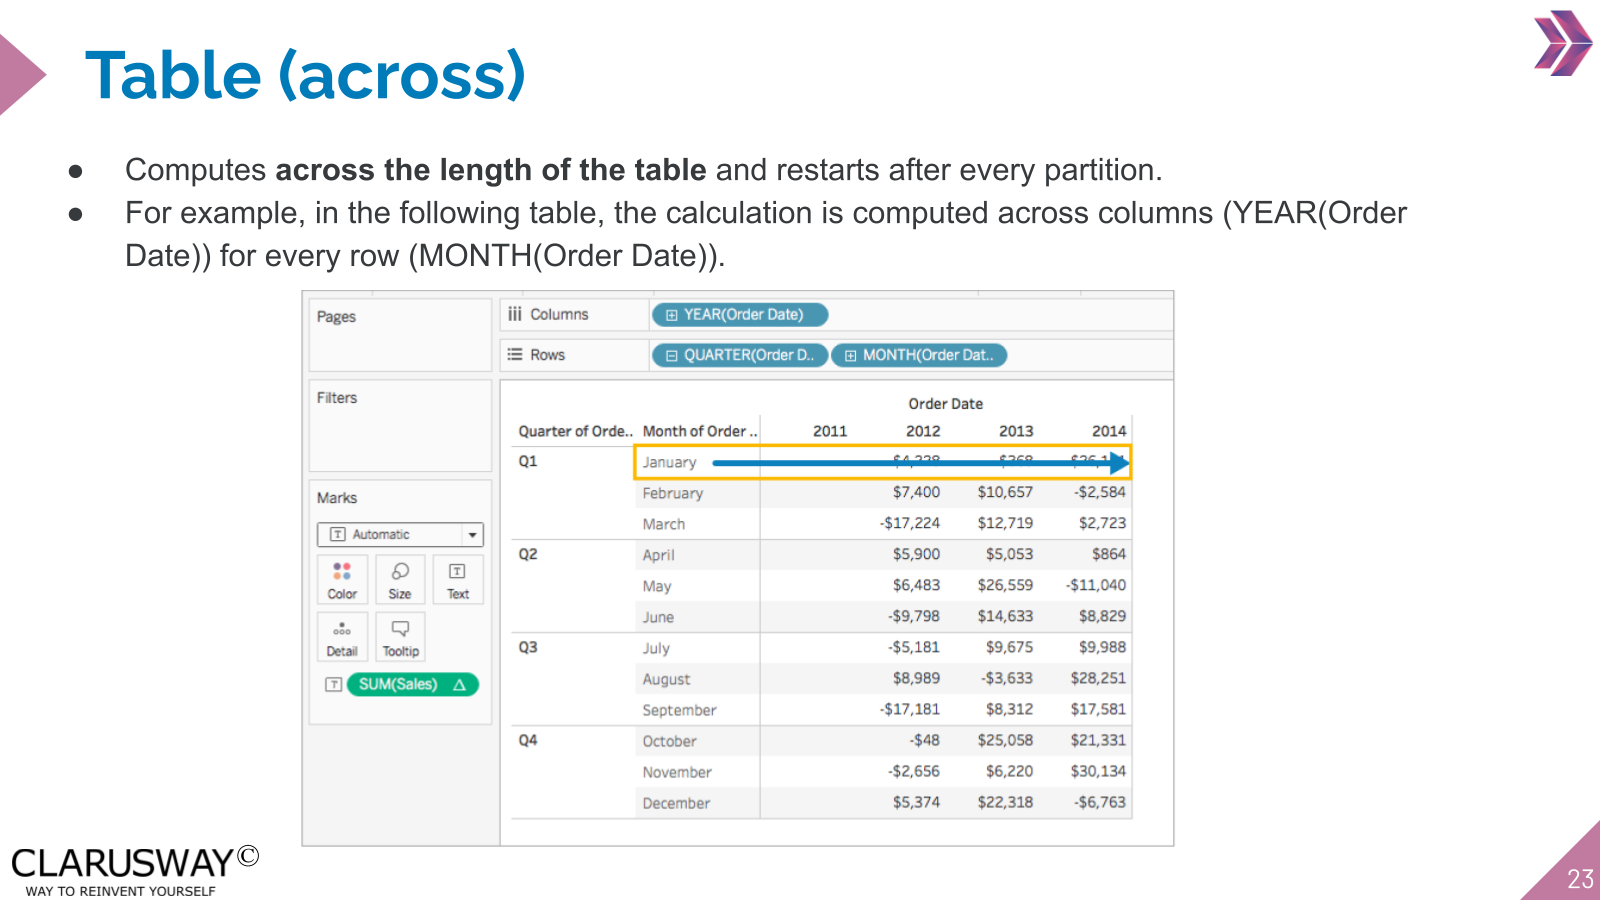 Table (across)
● Computes across the length of the table and restarts after every partition.
● For example, in the following table, the calculation is computed across columns (YEAR(Order
Date)) for every row (MONTH(Order Date)).
Pages
Columns YEAR(Order Date)
Rows QUARTER(Order D.. MONTH(Order Dat..
Filters
Marks
Automatic
Color Size Text
Detail Tooltip
SUM(Sales) △
Order Date
Quarter of Orde.. Month of Order .. 2011 2012 2013 2014
Q1 January
February $7,400 $10,657 -$2,584
March -$17,224 $12,719 $2,723
Q2 April $5,900 $5,053 $864
May $6,483 $26,559 -$11,040
June -$9,798 $14,633 $8,829
Q3 July -$5,181 $9,675 $9,988
August $8,989 -$3,633 $28,251
September -$17,181 $8,312 $17,581
Q4 October -$48 $25,058 $21,331
November -$2,656 $6,220 $30,134
December $5,374 $22,318 -$6,763
CLARUSWAY©
WAY TO REINVENT YOURSELF
23